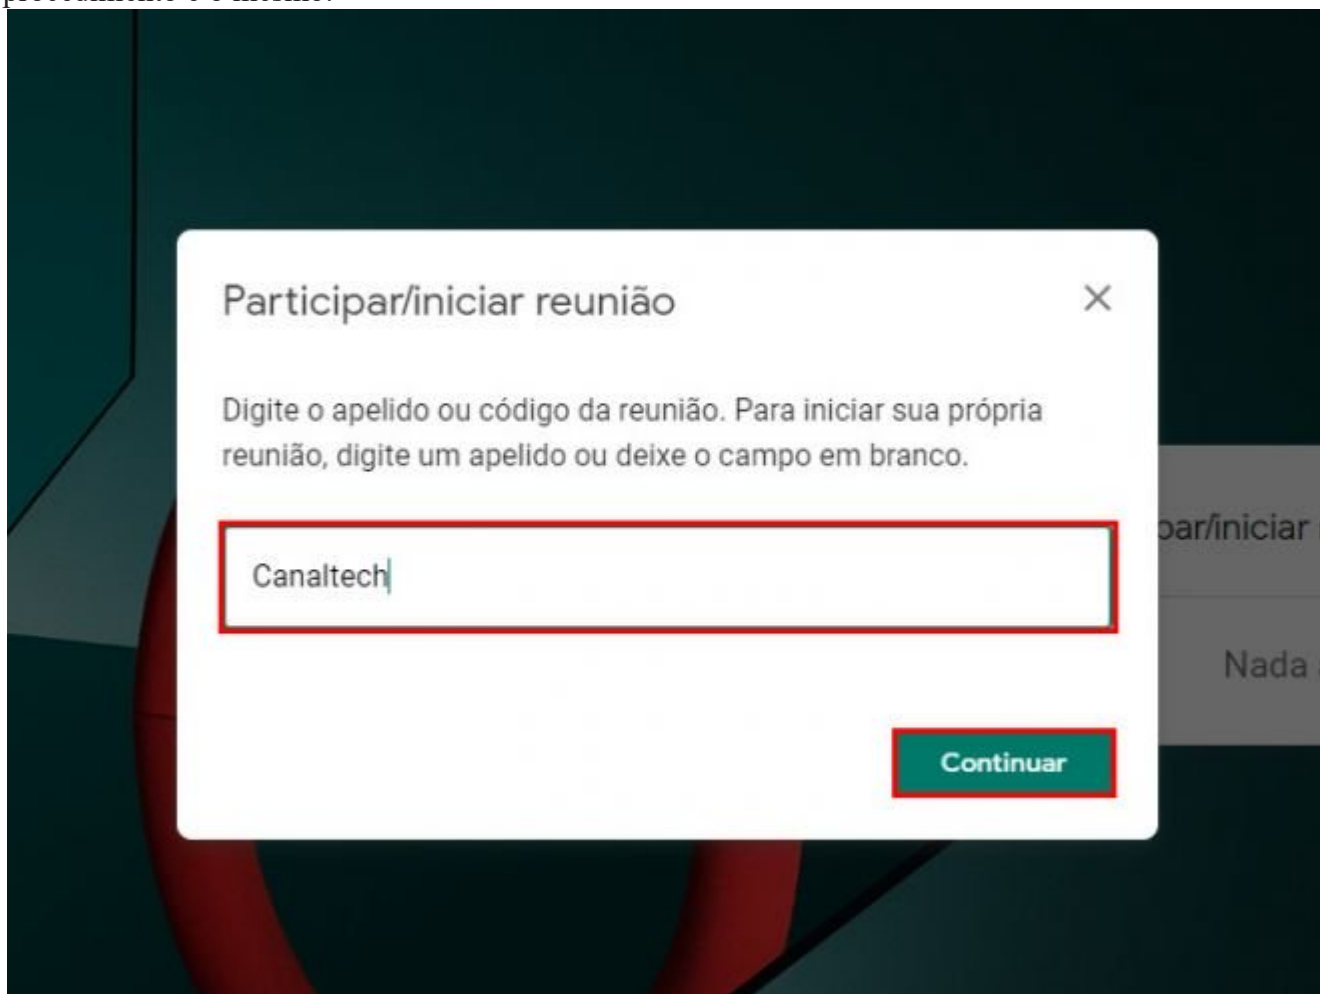 Participar/iniciar reunião
Digite o apelido ou código da reunião. Para iniciar sua própria
reunião, digite um apelido ou deixe o campo em branco.
par/iniciar
Canaltech
Nada
Continuar